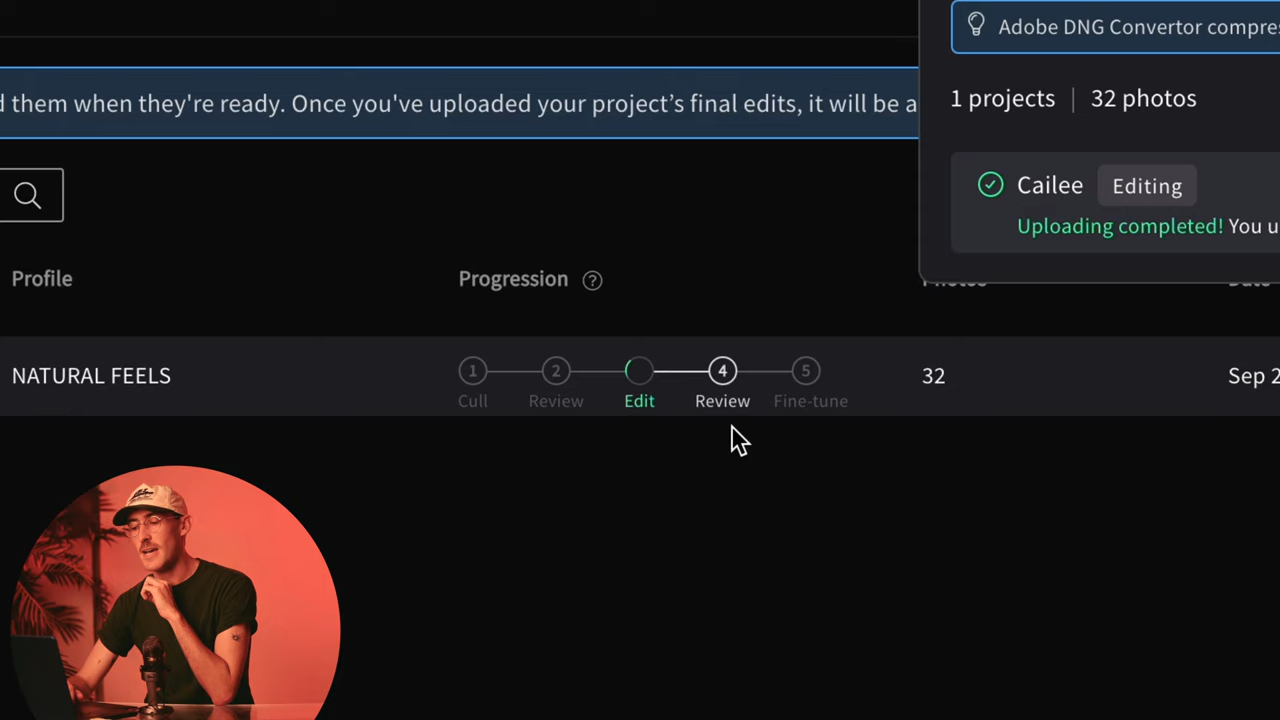 Adobe DNG Convertor compre
d them when they're ready. Once you've uploaded your project’s final edits, it will be a
1 projects | 32 photos
Cailee Editing
Uploading completed! You u
Profile Progression ? Photos Date
NATURAL FEELS 1 2 4 5 32 Sep 2
Cull Review Edit Review Fine-tune